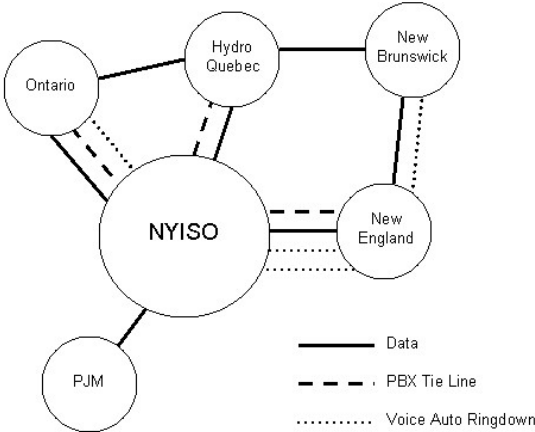 Hydro
Quebec
New
Brunswick
Ontario
NYISO
New
England
PJM
Data
PBX Tie Line
Voice Auto Ringdown